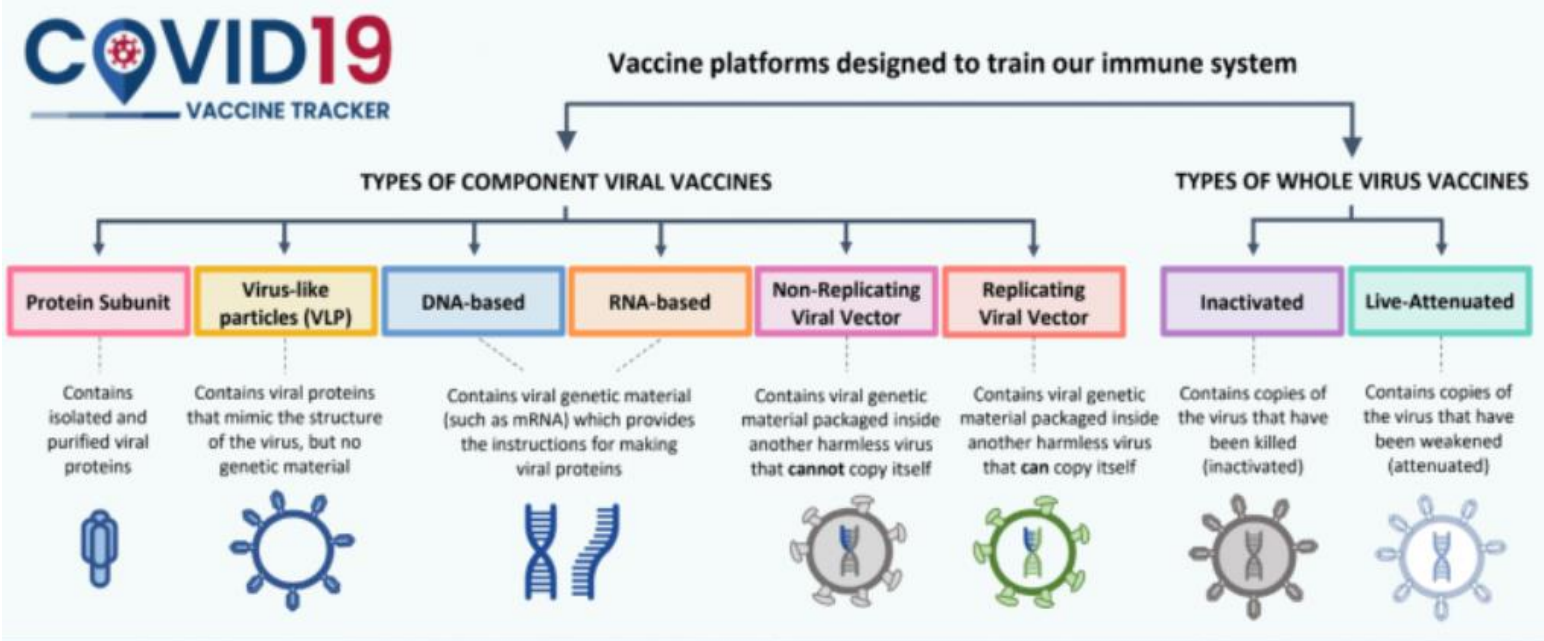 COVID19
VACCINE TRACKER
Vaccine platforms designed to train our immune system
TYPES OF COMPONENT VIRAL VACCINES
TYPES OF WHOLE VIRUS VACCINES
Protein Subunit
Virus-like
particles (VLP)
DNA-based
RNA-based
Non-Replicating
Viral Vector
Replicating
Viral Vector
Inactivated
Live-Attenuated
Contains
isolated and
purified viral
proteins
Contains viral proteins
that mimic the structure
of the virus, but no
genetic material
Contains viral genetic material
(such as mRNA) which provides
the instructions for making
viral proteins
Contains viral genetic
material packaged inside
another harmless virus
that cannot copy itself
Contains viral genetic
material packaged inside
another harmless virus
that can copy itself
Contains copies of
the virus that have
been killed
(inactivated)
Contains copies of
the virus that have
been weakened
(attenuated)